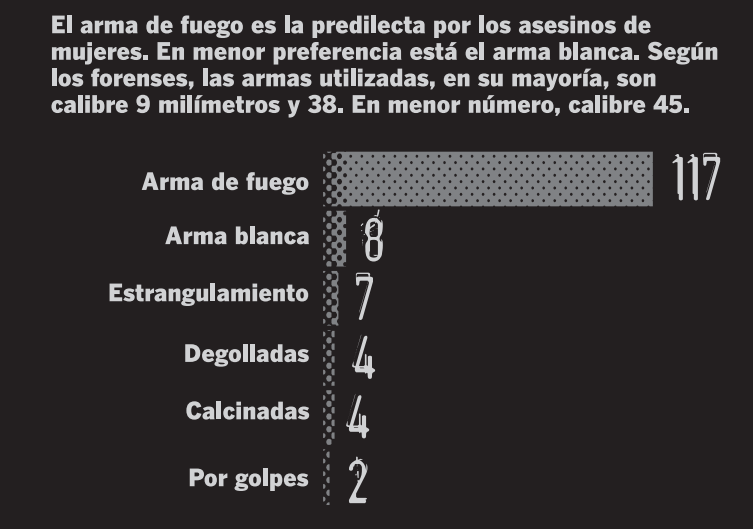 El arma de fuego es la predilecta por los asesinos de
mujeres. En menor preferencia está el arma blanca. Según
los forenses, las armas utilizadas, en su mayoría, son
calibre 9 milímetros y 38. En menor número, calibre 45.
Arma de fuego 117
Arma blanca 8
Estrangulamiento 7
Degolladas 4
Calcinadas 4
Por golpes 2